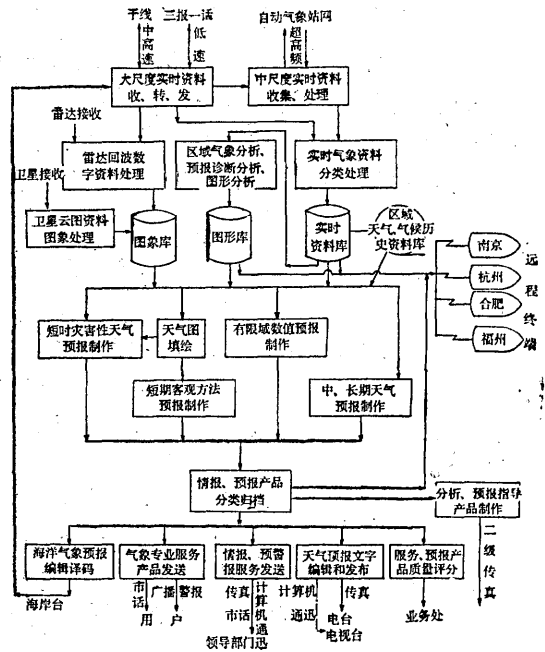 干线
三报一话
自动气象站网
中高速
低速
超高频
大尺度实时资料
收、转、发
中尺度实时资料
收集、处理
雷达接收
雷达回波数
字资料处理
区域气象分析、
预报诊断分析、
图形分析
实时气象资料
分类处理
卫星接收
卫星云图资料
图象处理
图象库
图形库
实时
资料库
区域
天气、气候历
史资料库
南京
杭州
合肥
福州
远程终端
短时灾害性天气
预报制作
天气图
填绘
有限域数值预报
制作
短期客观方法
预报制作
中、长期天气
预报制作
情报、预报产品
分类归挡
分析、预报指导
产品制作
二级传真
海洋气象预报
编辑译码
气象专业服务
产品发送
情报、预警
报服务发送
天气预报文字
编辑和发布
服务、预报产
品质量评分
海岸台
市话
广播警报
用户
传真
市话
计算机通迅
领导部门
计算机
通迅
传真
电台
电视台
业务处